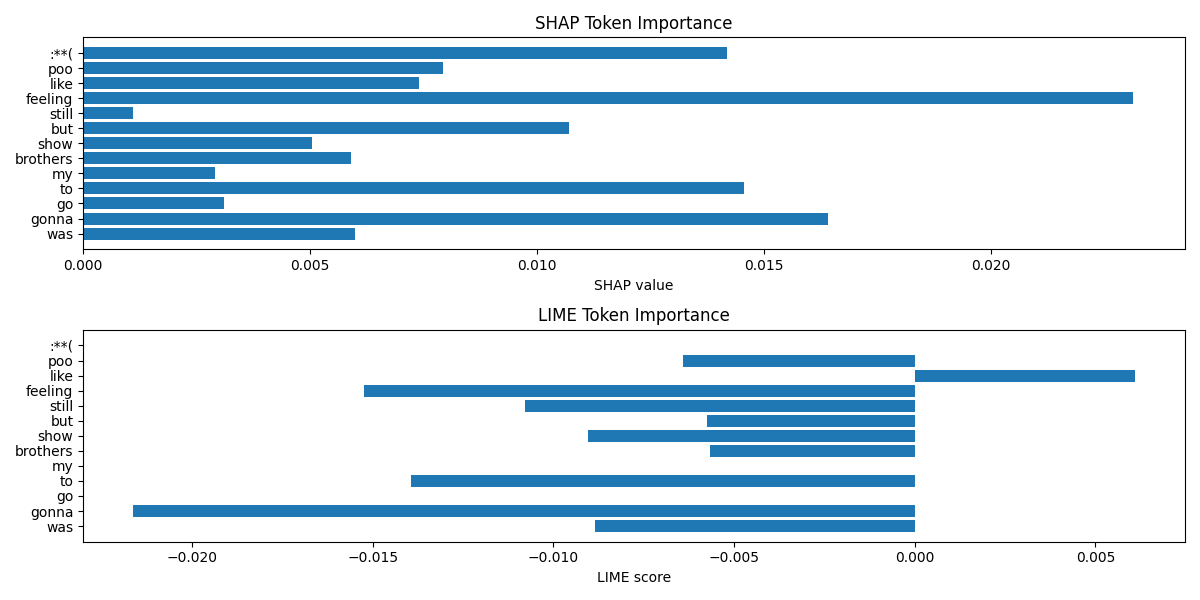 SHAP Token Importance
:**(
poo
like
feeling
still
but
show
brothers
my
to
go
gonna
was
0.000 0.005 0.010 0.015 0.020
SHAP value
LIME Token Importance
:**(
poo
like
feeling
still
but
show
brothers
my
to
go
gonna
was
−0.020 −0.015 −0.010 −0.005 0.000 0.005
LIME score